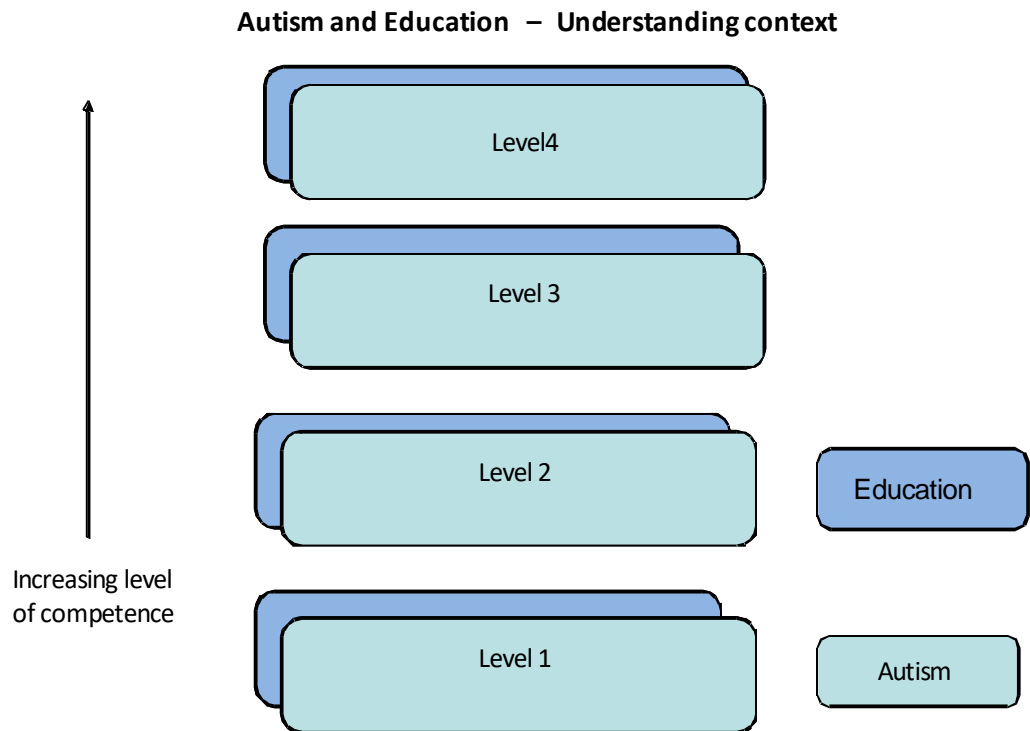 Autism and Education – Understanding context
Level4
Level 3
Level 2
Education
Increasing level
of competence
Level 1
Autism